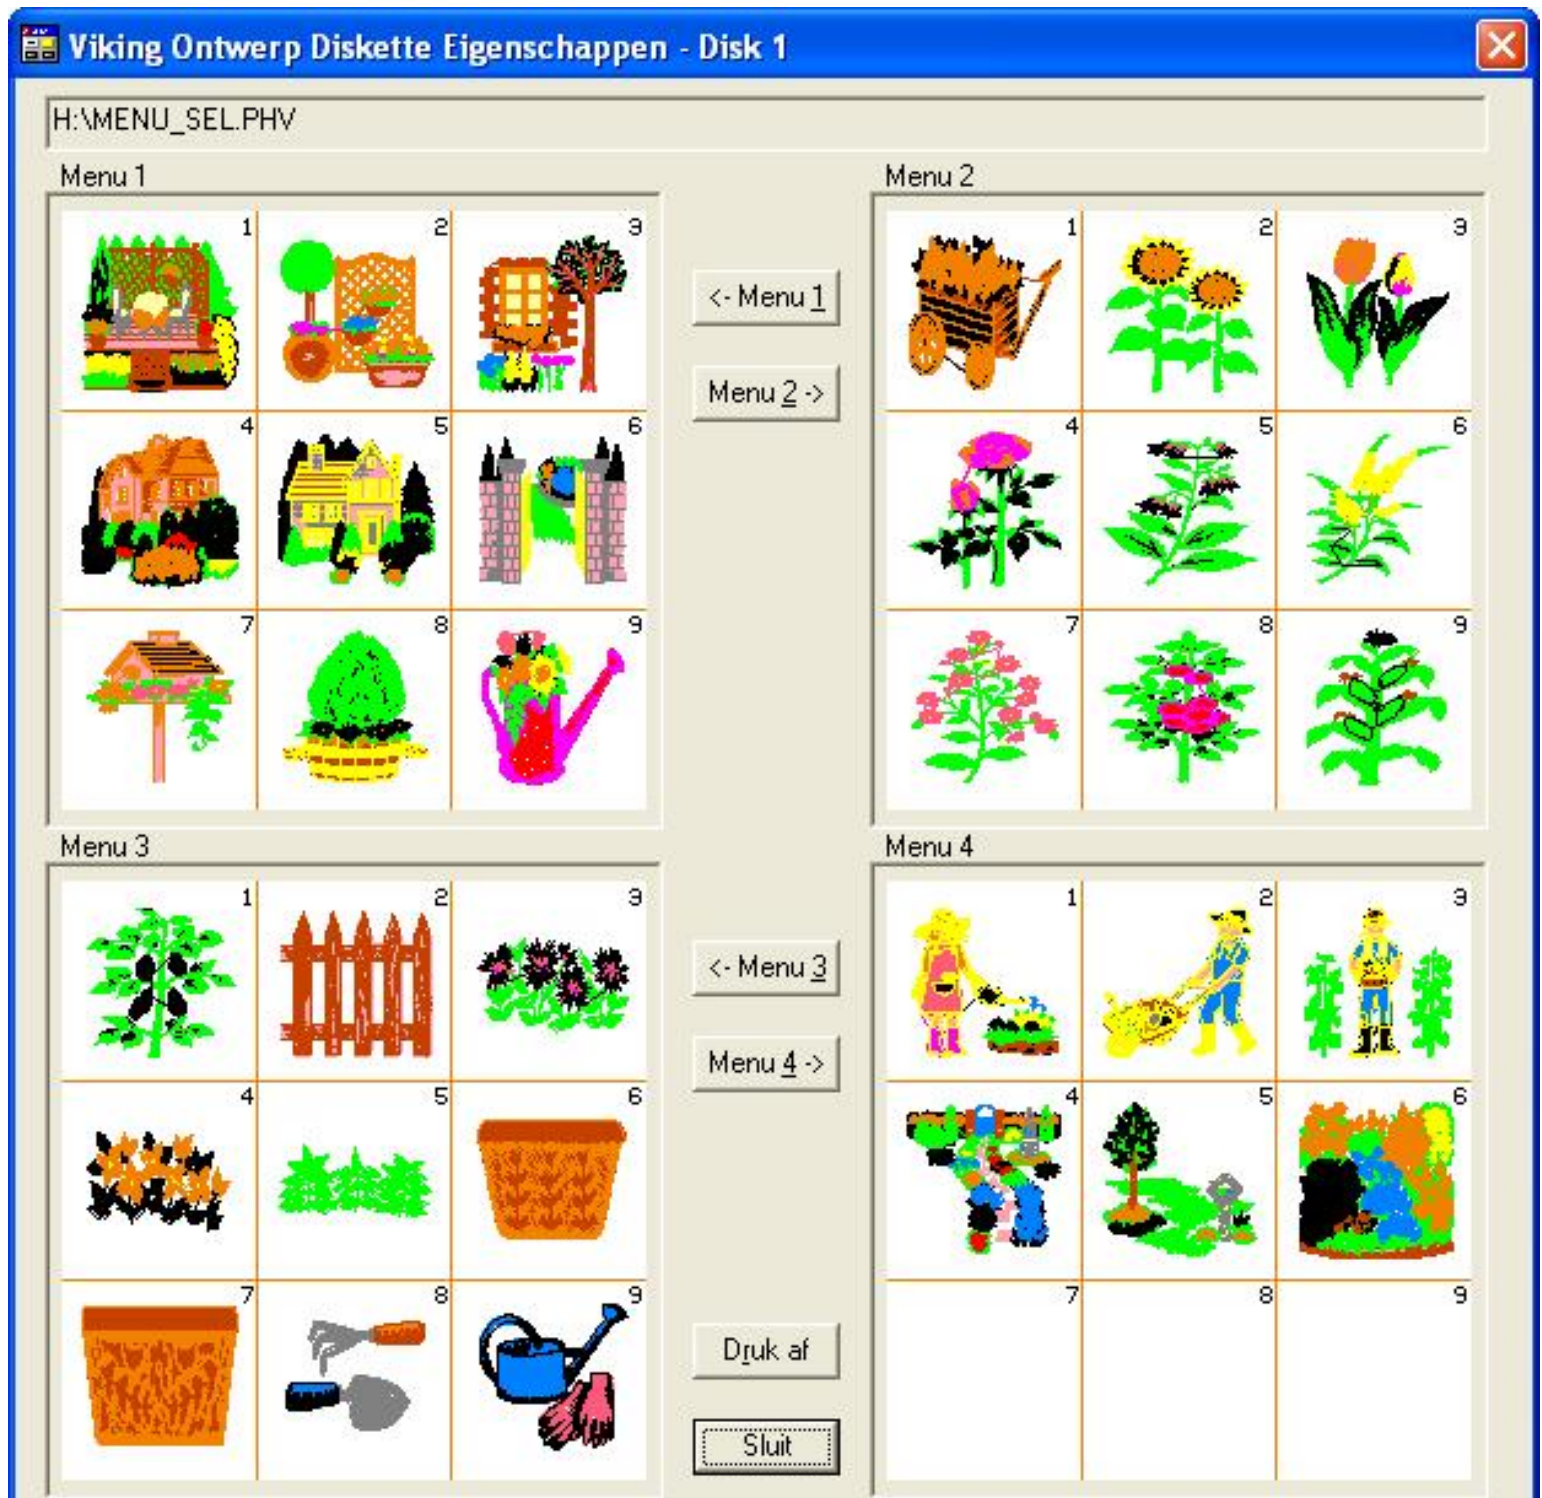 Viking Ontwerp Diskette Eigenschappen - Disk 1
H:\MENU_SEL.PHV
Menu 1
1 2 3
4 5 6
7 8 9
<- Menu 1
Menu 2 ->
Menu 2
1 2 3
4 5 6
7 8 9
Menu 3
1 2 3
4 5 6
7 8 9
<- Menu 3
Menu 4 ->
Druk af
Sluit
Menu 4
1 2 3
4 5 6
7 8 9